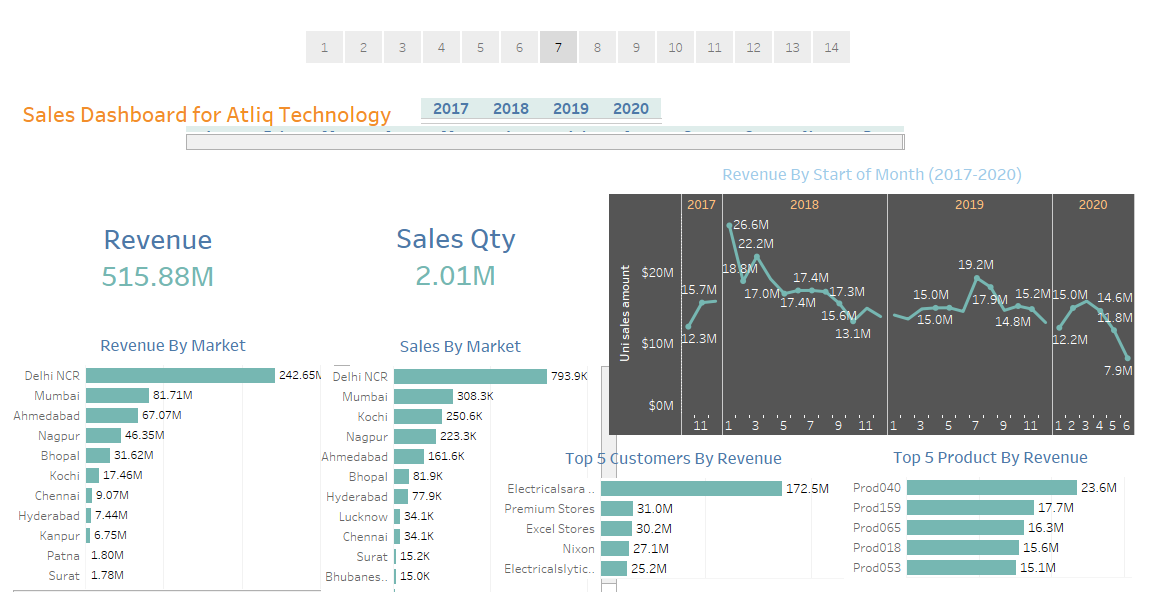 1 2 3 4 5 6 7 8 9 10 11 12 13 14
Sales Dashboard for Atliq Technology
2017 2018 2019 2020
Revenue By Start of Month (2017-2020)
Revenue
515.88M
Sales Qty
2.01M
2017 2018 2019 2020
Uni sales amount
$20M
$10M
$0M
15.7M
12.3M
26.6M
18.8M
22.2M
17.0M
17.4M
17.4M
17.3M
15.6M
13.1M
15.0M
15.0M
19.2M
17.9M
14.8M
15.2M
12.2M
15.0M
14.6M
11.8M
7.9M
11 1 3 5 7 9 11 1 3 5 7 9 11 1 2 3 4 5 6
Revenue By Market
Delhi NCR 242.65M
Mumbai 81.71M
Ahmedabad 67.07M
Nagpur 46.35M
Bhopal 31.62M
Kochi 17.46M
Chennai 9.07M
Hyderabad 7.44M
Kanpur 6.75M
Patna 1.80M
Surat 1.78M
Sales By Market
Delhi NCR 793.9K
Mumbai 308.3K
Kochi 250.6K
Nagpur 223.3K
Ahmedabad 161.6K
Bhopal 81.9K
Hyderabad 77.9K
Lucknow 34.1K
Chennai 34.1K
Surat 15.2K
Bhubanes.. 15.0K
Top 5 Customers By Revenue
Electricalsara .. 172.5M
Premium Stores 31.0M
Excel Stores 30.2M
Nixon 27.1M
Electricalslytic.. 25.2M
Top 5 Product By Revenue
Prod040 23.6M
Prod159 17.7M
Prod065 16.3M
Prod018 15.6M
Prod053 15.1M